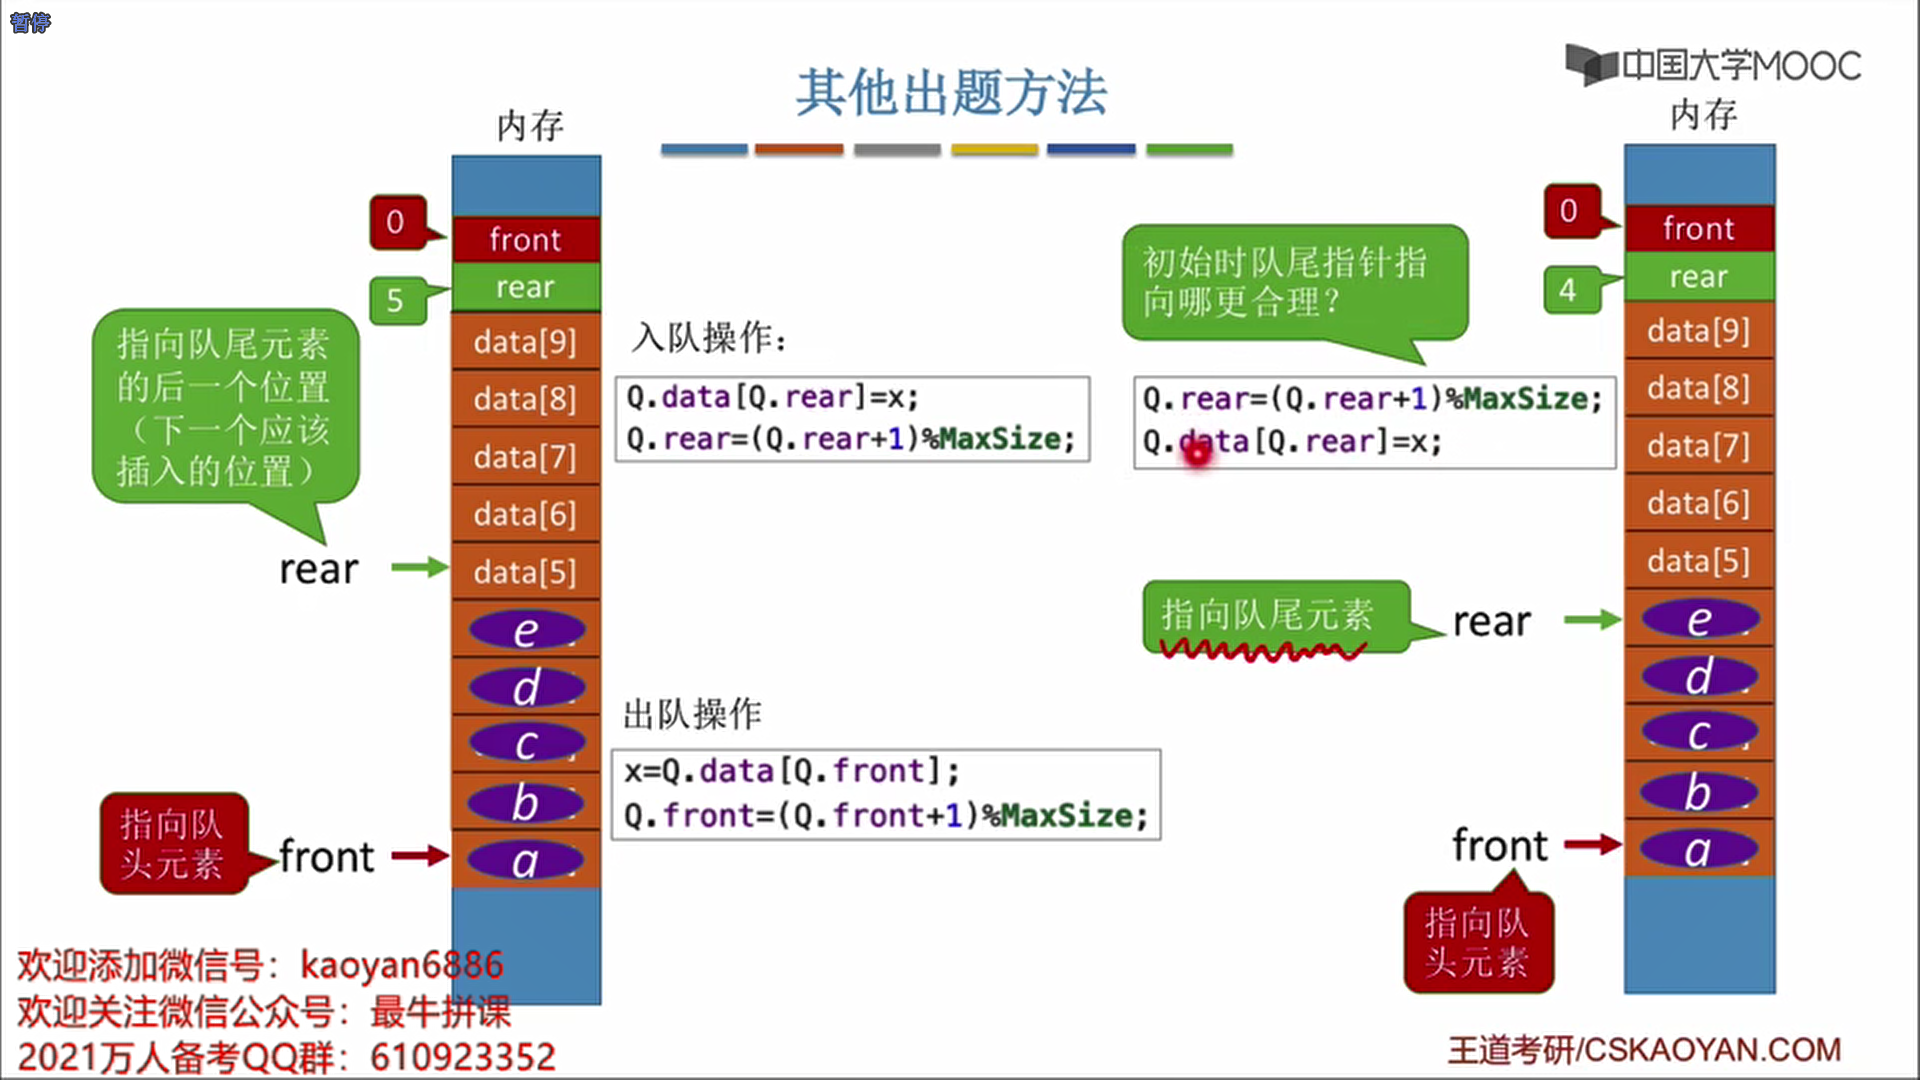 暂停
中国大学MOOC
其他出题方法
内存
0
front
5
rear
指向队尾元素
的后一个位置
（下一个应该
插入的位置）
data[9]
data[8]
data[7]
data[6]
rear
data[5]
e
d
c
b
指向队
头元素
front
a
入队操作：
Q.data[Q.rear]=x;
Q.rear=(Q.rear+1)%MaxSize;
出队操作
x=Q.data[Q.front];
Q.front=(Q.front+1)%MaxSize;
初始时队尾指针指
向哪更合理？
Q.rear=(Q.rear+1)%MaxSize;
Q.data[Q.rear]=x;
内存
0
front
4
rear
data[9]
data[8]
data[7]
data[6]
data[5]
指向队尾元素
rear
e
d
c
b
front
a
指向队
头元素
欢迎添加微信号：kaoyan6886
欢迎关注微信公众号：最牛拼课
2021万人备考QQ群：610923352
王道考研/CSKAOYAN.COM